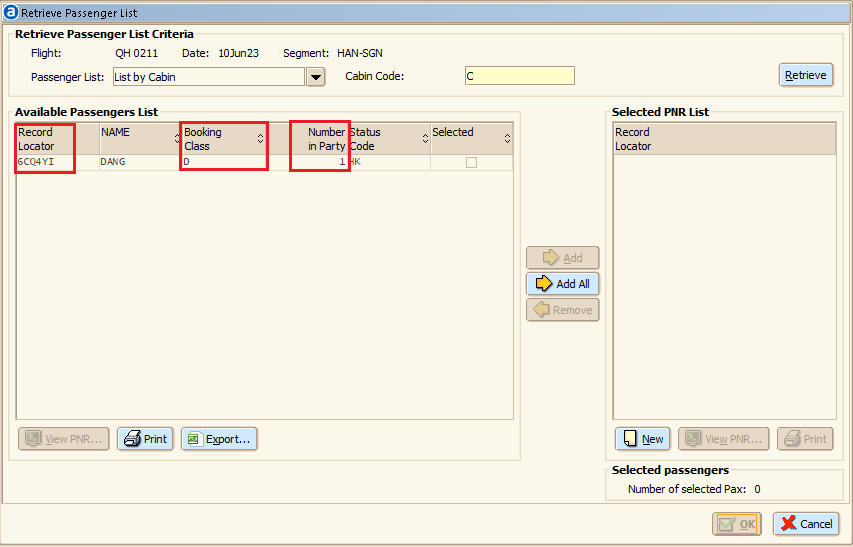 Retrieve Passenger List
Retrieve Passenger List Criteria
Flight: QH 0211 Date: 10Jun23 Segment: HAN-SGN
Passenger List: List by Cabin Cabin Code: C Retrieve
Available Passengers List
Record Locator NAME Booking Class Number in Party Status Code Selected
6CQ4YI DANG D 1 HK
View PNR... Print Export...
Add
Add All
Remove
Selected PNR List
Record
Locator
New View PNR... Print
Selected passengers
Number of selected Pax: 0
OK Cancel